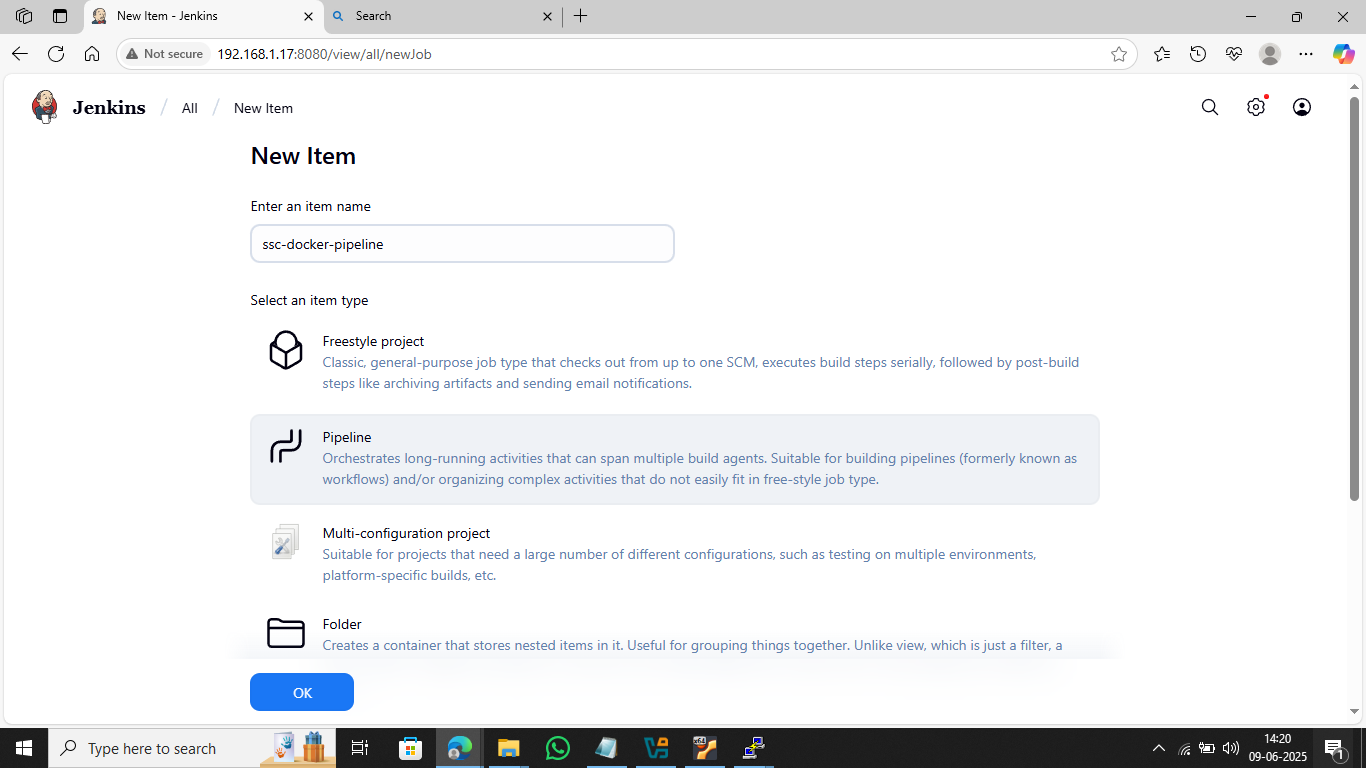 New Item - Jenkins
Search
Not secure
192.168.1.17:8080/view/all/newJob
Jenkins / All / New Item
New Item
Enter an item name
ssc-docker-pipeline
Select an item type
Freestyle project
Classic, general-purpose job type that checks out from up to one SCM, executes build steps serially, followed by post-build
steps like archiving artifacts and sending email notifications.
Pipeline
Orchestrates long-running activities that can span multiple build agents. Suitable for building pipelines (formerly known as
workflows) and/or organizing complex activities that do not easily fit in free-style job type.
Multi-configuration project
Suitable for projects that need a large number of different configurations, such as testing on multiple environments,
platform-specific builds, etc.
Folder
Creates a container that stores nested items in it. Useful for grouping things together. Unlike view, which is just a filter, a
OK
Type here to search
14:20
09-06-2025
1